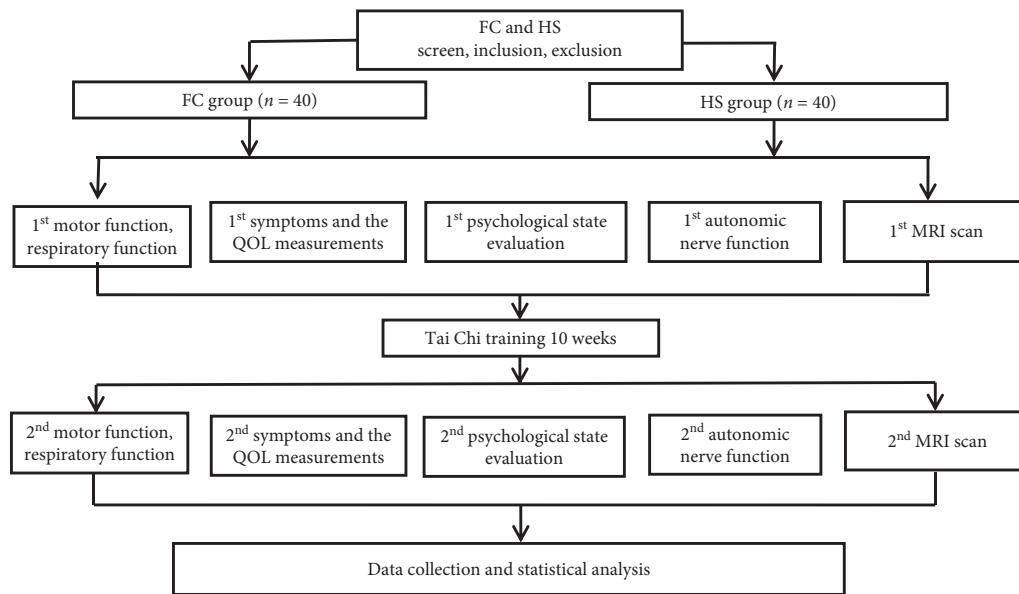 FC and HS
screen, inclusion, exclusion
FC group (n = 40)
HS group (n = 40)
1st motor function,
respiratory function
1st symptoms and the
QOL measurements
1st psychological state
evaluation
1st autonomic
nerve function
1st MRI scan
Tai Chi training 10 weeks
2nd motor function,
respiratory function
2nd symptoms and the
QOL measurements
2nd psychological state
evaluation
2nd autonomic
nerve function
2nd MRI scan
Data collection and statistical analysis